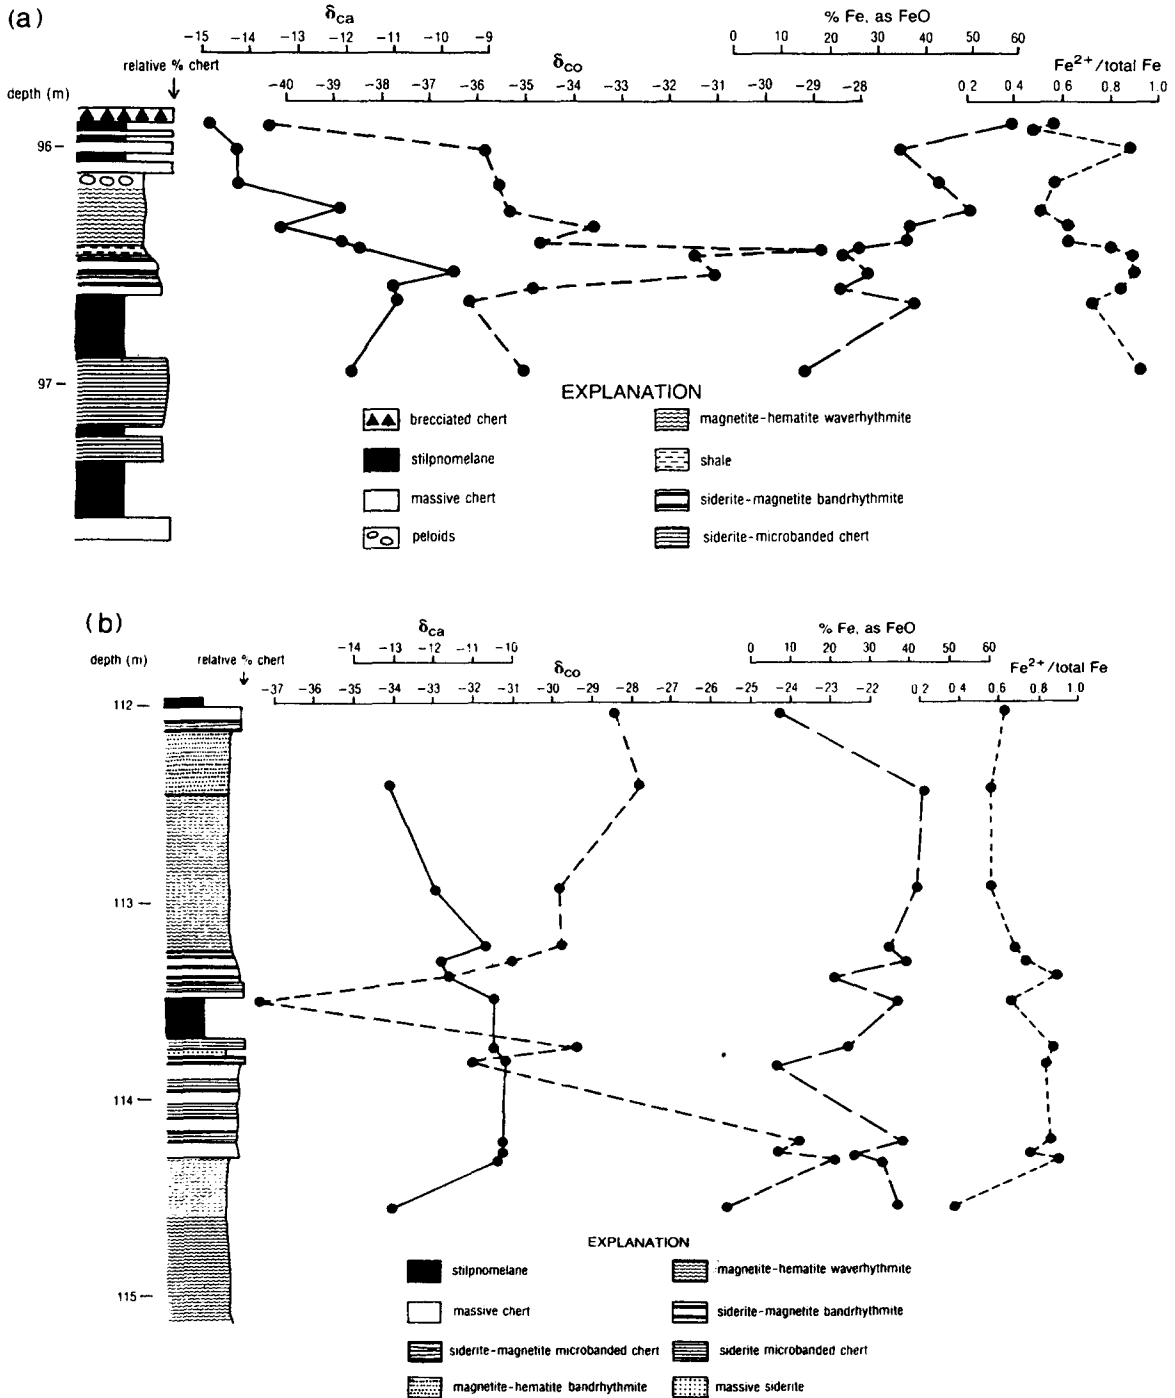 (a)
δca
% Fe, as FeO
−15 −14 −13 −12 −11 −10 −9
0 10 20 30 40 50 60
relative % chert
δco
Fe2+/total Fe
depth (m)
−40 −39 −38 −37 −36 −35 −34 −33 −32 −31 −30 −29 −28
0.2 0.4 0.6 0.8 1.0
96
97
EXPLANATION
brecciated chert
magnetite-hematite waverhythmite
stilpnomelane
shale
massive chert
siderite-magnetite bandrhythmite
peloids
siderite-microbanded chert
(b)
δca
% Fe, as FeO
depth (m)
relative % chert
−14 −13 −12 −11 −10
0 10 20 30 40 60
δco
Fe2+/total Fe
−37 −35 −34 −33 −32 −31 −30 −29 −28 −27 −26 −25 −24 −23 −22
0.2 0.4 0.6 0.8 1.0
112
113
114
115
EXPLANATION
stilpnomelane
magnetite-hematite waverhythmite
massive chert
siderite-magnetite bandrhythmite
siderite-magnetite microbanded chert
siderite microbanded chert
magnetite-hematite bandrhythmite
massive siderite